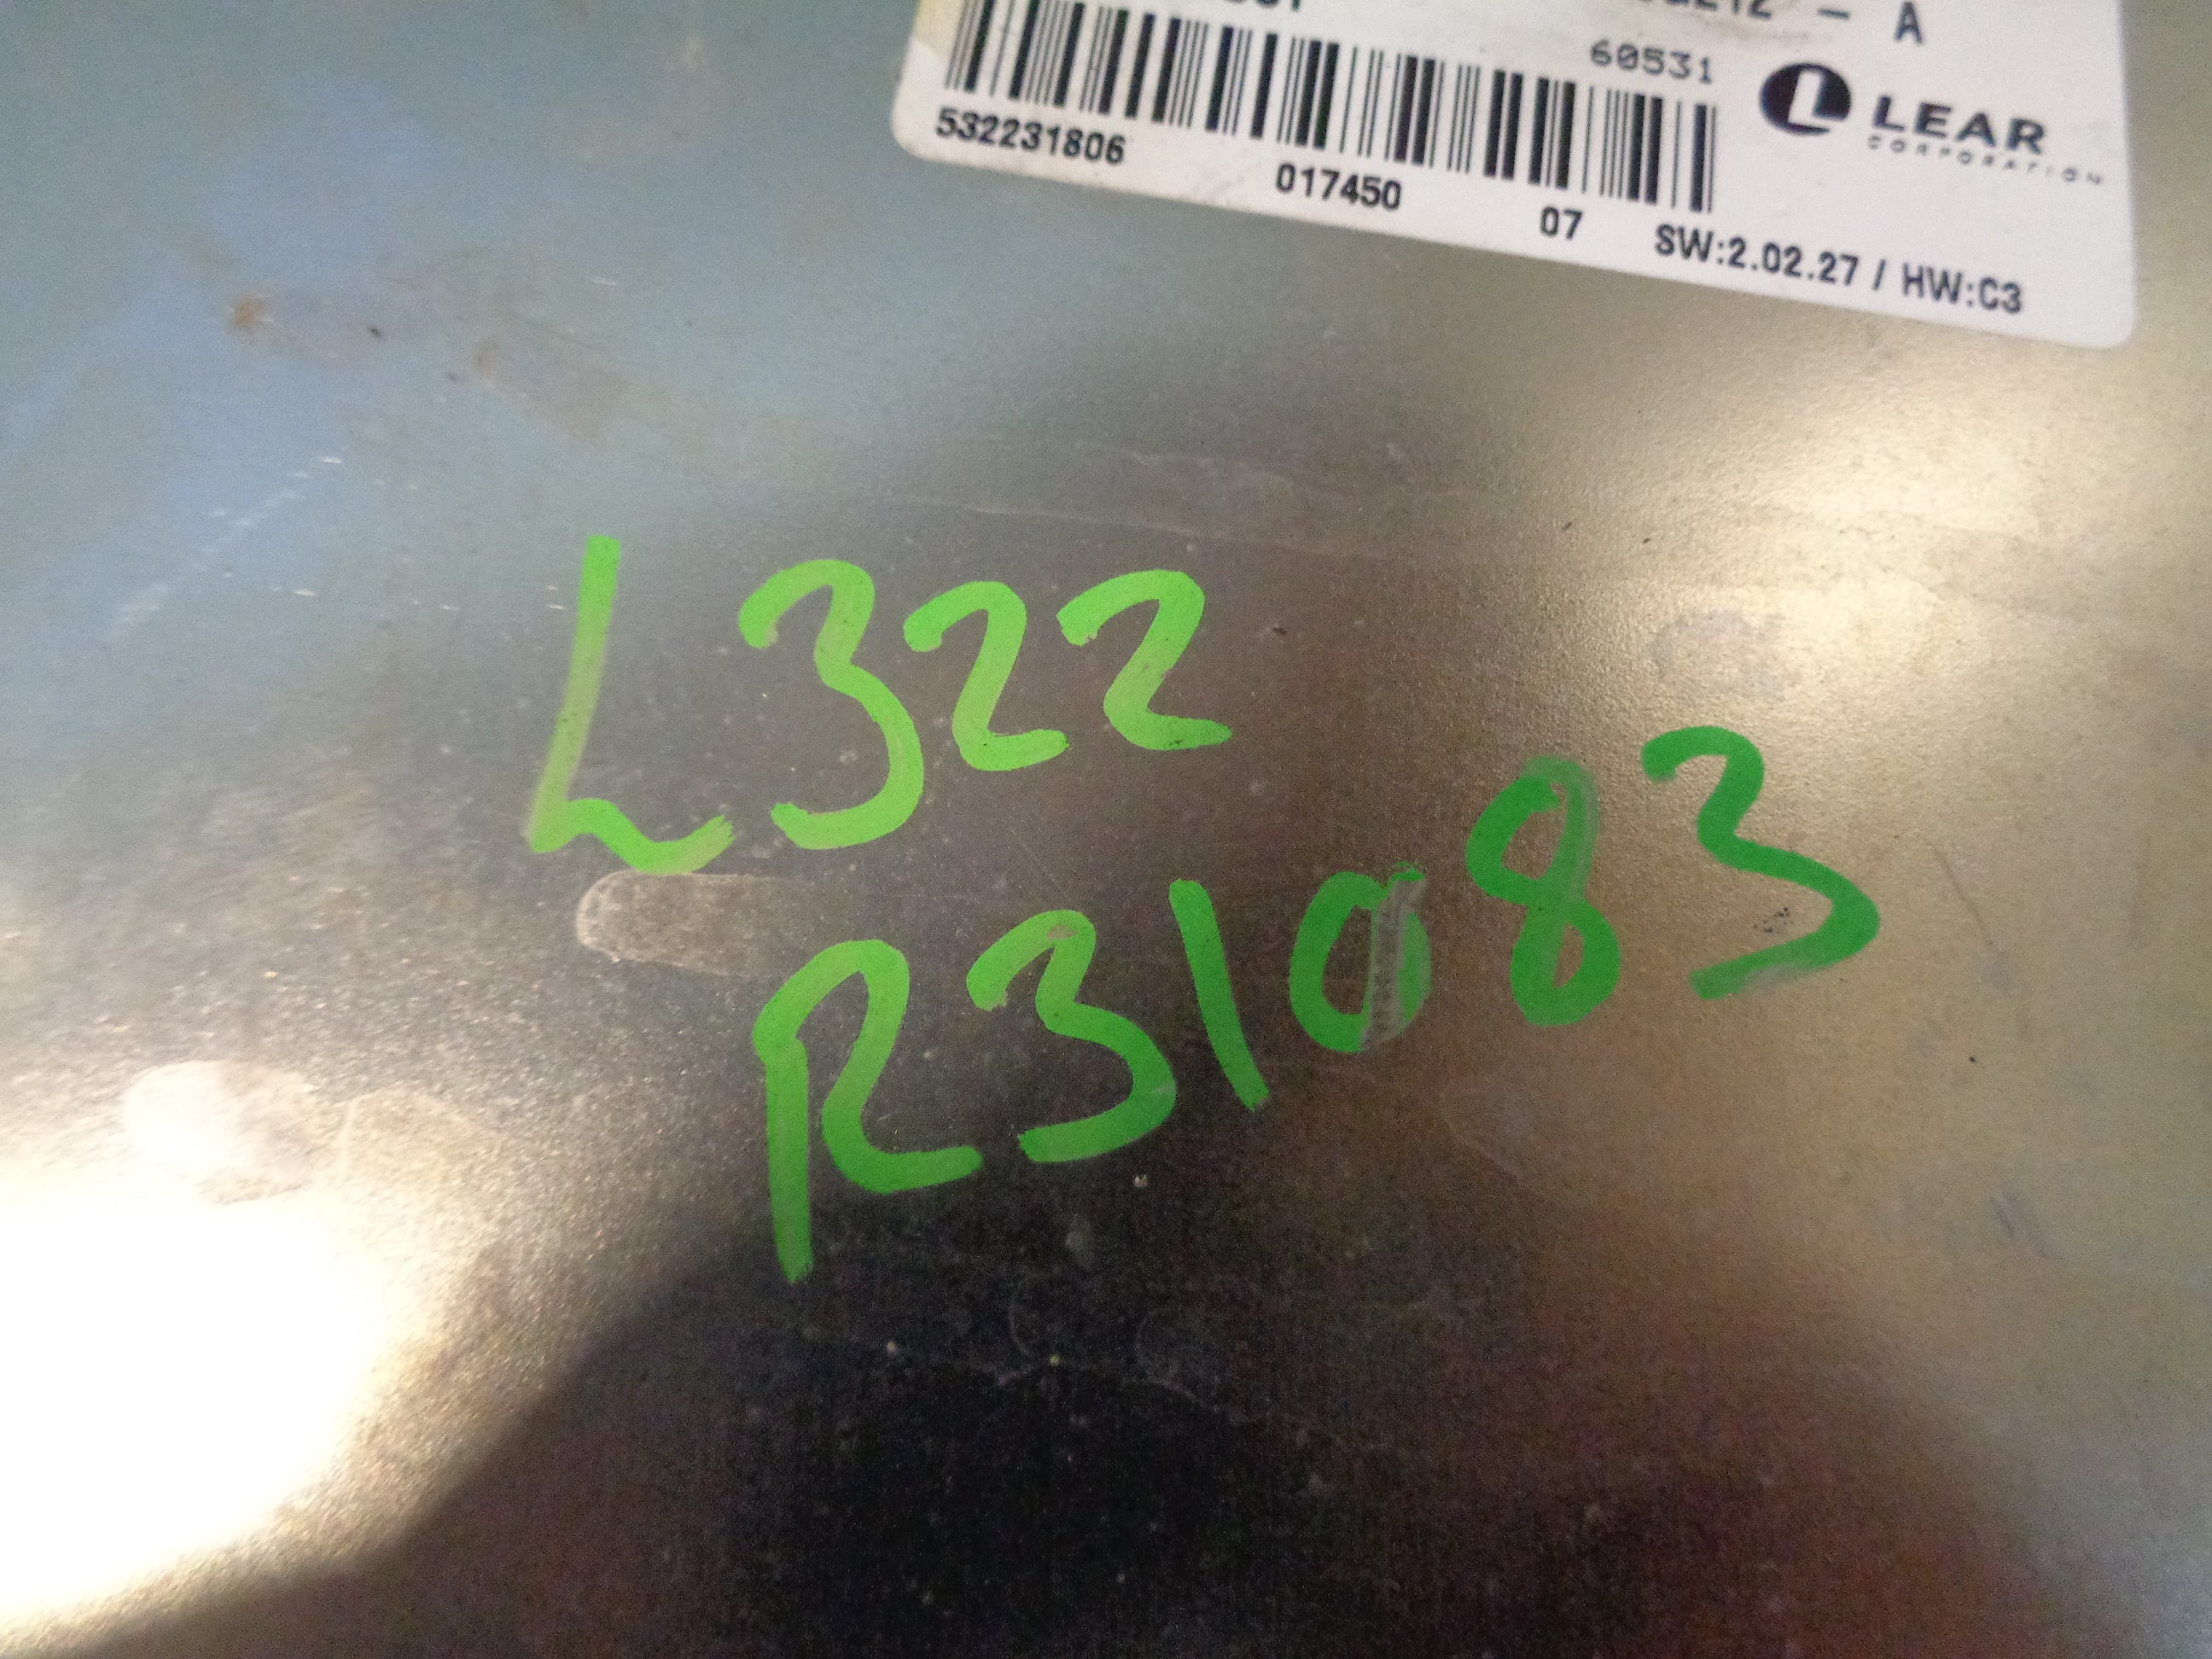 - A
60531
LEAR
CORPORATION
532231806 017450 07 SW:2.02.27 / HW:C3
L322
R31083